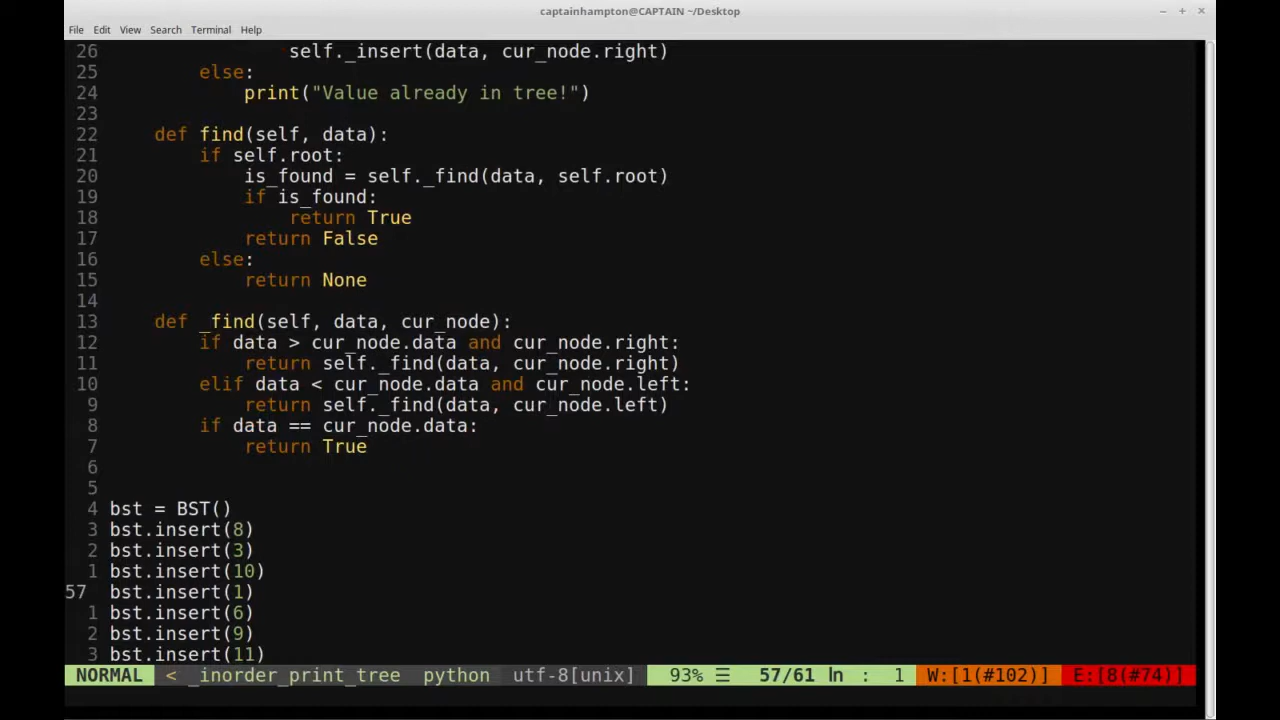 captainhampton@CAPTAIN ~/Desktop
File Edit View Search Terminal Help
26                 self._insert(data, cur_node.right)
25         else:
24             print("Value already in tree!")
23
22     def find(self, data):
21         if self.root:
20             is_found = self._find(data, self.root)
19             if is_found:
18                 return True
17             return False
16         else:
15             return None
14
13     def _find(self, data, cur_node):
12         if data > cur_node.data and cur_node.right:
11             return self._find(data, cur_node.right)
10         elif data < cur_node.data and cur_node.left:
9             return self._find(data, cur_node.left)
8         if data == cur_node.data:
7             return True
6
5
4 bst = BST()
3 bst.insert(8)
2 bst.insert(3)
1 bst.insert(10)
57 bst.insert(1)
1 bst.insert(6)
2 bst.insert(9)
3 bst.insert(11)
NORMAL < _inorder_print_tree python utf-8[unix] 93% ☰ 57/61 ln : 1 W:[1(#102)] E:[8(#74)]